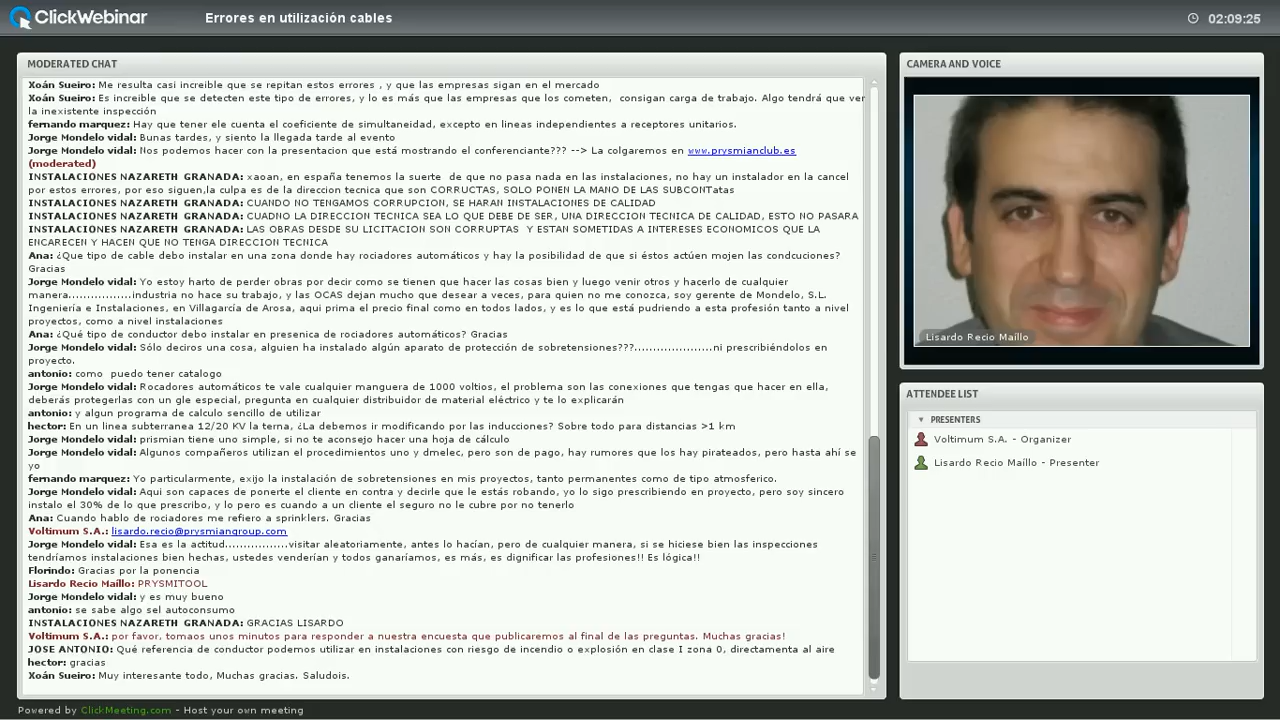 ClickWebinar
Errores en utilización cables
02:09:25
MODERATED CHAT
Xoán Sueiro: Me resulta casi increible que se repitan estos errores , y que las empresas sigan en el mercado
Xoán Sueiro: Es increible que se detecten este tipo de errores, y lo es más que las empresas que los cometen, consigan carga de trabajo. Algo tendrá que ver
la inexistente inspección
fernando marquez: Hay que tener ele cuenta el coeficiente de simultaneidad, excepto en lineas independientes a receptores unitarios.
Jorge Mondelo vidal: Bunas tardes, y siento la llegada tarde al evento
Jorge Mondelo vidal: Nos podemos hacer con la presentacion que está mostrando el conferenciante??? --> La colgaremos en www.prysmianclub.es
(moderated)
INSTALACIONES NAZARETH GRANADA: xaoan, en españa tenemos la suerte de que no pasa nada en las instalaciones, no hay un instalador en la cancel
por estos errores, por eso siguen,la culpa es de la direccion tecnica que son CORRUCTAS, SOLO PONEN LA MANO DE LAS SUBCONTatas
INSTALACIONES NAZARETH GRANADA: CUANDO NO TENGAMOS CORRUPCION, SE HARAN INSTALACIONES DE CALIDAD
INSTALACIONES NAZARETH GRANADA: CUADNO LA DIRECCION TECNICA SEA LO QUE DEBE DE SER, UNA DIRECCION TECNICA DE CALIDAD, ESTO NO PASARA
INSTALACIONES NAZARETH GRANADA: LAS OBRAS DESDE SU LICITACION SON CORRUPTAS Y ESTAN SOMETIDAS A INTERESES ECONOMICOS QUE LA
ENCARECEN Y HACEN QUE NO TENGA DIRECCION TECNICA
Ana: ¿Que tipo de cable debo instalar en una zona donde hay rociadores automáticos y hay la posibilidad de que si éstos actúen mojen las condcuciones?
Gracias
Jorge Mondelo vidal: Yo estoy harto de perder obras por decir como se tienen que hacer las cosas bien y luego venir otros y hacerlo de cualquier
manera................industria no hace su trabajo, y las OCAS dejan mucho que desear a veces, para quien no me conozca, soy gerente de Mondelo, S.L.
Ingeniería e Instalaciones, en Villagarcía de Arosa, aqui prima el precio final como en todos lados, y es lo que está pudriendo a esta profesión tanto a nivel
proyectos, como a nivel instalaciones
Ana: ¿Qué tipo de conductor debo instalar en presenica de rociadores automáticos? Gracias
Jorge Mondelo vidal: Sólo deciros una cosa, alguien ha instalado algún aparato de protección de sobretensiones???.....................ni prescribiéndolos en
proyecto.
antonio: como puedo tener catalogo
Jorge Mondelo vidal: Rocadores automáticos te vale cualquier manguera de 1000 voltios, el problema son las conexiones que tengas que hacer en ella,
deberás protegerlas con un gle especial, pregunta en cualquier distribuidor de material eléctrico y te lo explicarán
antonio: y algun programa de calculo sencillo de utilizar
hector: En un linea subterranea 12/20 KV la terna, ¿La debemos ir modificando por las inducciones? Sobre todo para distancias >1 km
Jorge Mondelo vidal: prismian tiene uno simple, si no te aconsejo hacer una hoja de cálculo
Jorge Mondelo vidal: Algunos compañeros utilizan el procedimientos uno y dmelec, pero son de pago, hay rumores que los hay pirateados, pero hasta ahí se
yo
fernando marquez: Yo particularmente, exijo la instalación de sobretensiones en mis proyectos, tanto permanentes como de tipo atmosferico.
Jorge Mondelo vidal: Aqui son capaces de ponerte el cliente en contra y decirle que le estás robando, yo lo sigo prescribiendo en proyecto, pero soy sincero
instalo el 30% de lo que prescribo, y lo pero es cuando a un cliente el seguro no le cubre por no tenerlo
Ana: Cuando hablo de rociadores me refiero a sprinklers. Gracias
Voltimum S.A.: lisardo.recio@prysmiangroup.com
Jorge Mondelo vidal: Esa es la actitud................visitar aleatoriamente, antes lo hacían, pero de cualquier manera, si se hiciese bien las inspecciones
tendríamos instalaciones bien hechas, ustedes venderían y todos ganaríamos, es más, es dignificar las profesiones!! Es lógica!!
Florindo: Gracias por la ponencia
Lisardo Recio Maíllo: PRYSMITOOL
Jorge Mondelo vidal: y es muy bueno
antonio: se sabe algo sel autoconsumo
INSTALACIONES NAZARETH GRANADA: GRACIAS LISARDO
Voltimum S.A.: por favor, tomaos unos minutos para responder a nuestra encuesta que publicaremos al final de las preguntas. Muchas gracias!
JOSE ANTONIO: Qué referencia de conductor podemos utilizar en instalaciones con riesgo de incendio o explosión en clase I zona 0, directamenta al aire
hector: gracias
Xoán Sueiro: Muy interesante todo, Muchas gracias. Saludois.
CAMERA AND VOICE
Lisardo Recio Maíllo
ATTENDEE LIST
PRESENTERS
Voltimum S.A. - Organizer
Lisardo Recio Maíllo - Presenter
Powered by ClickMeeting.com - Host your own meeting